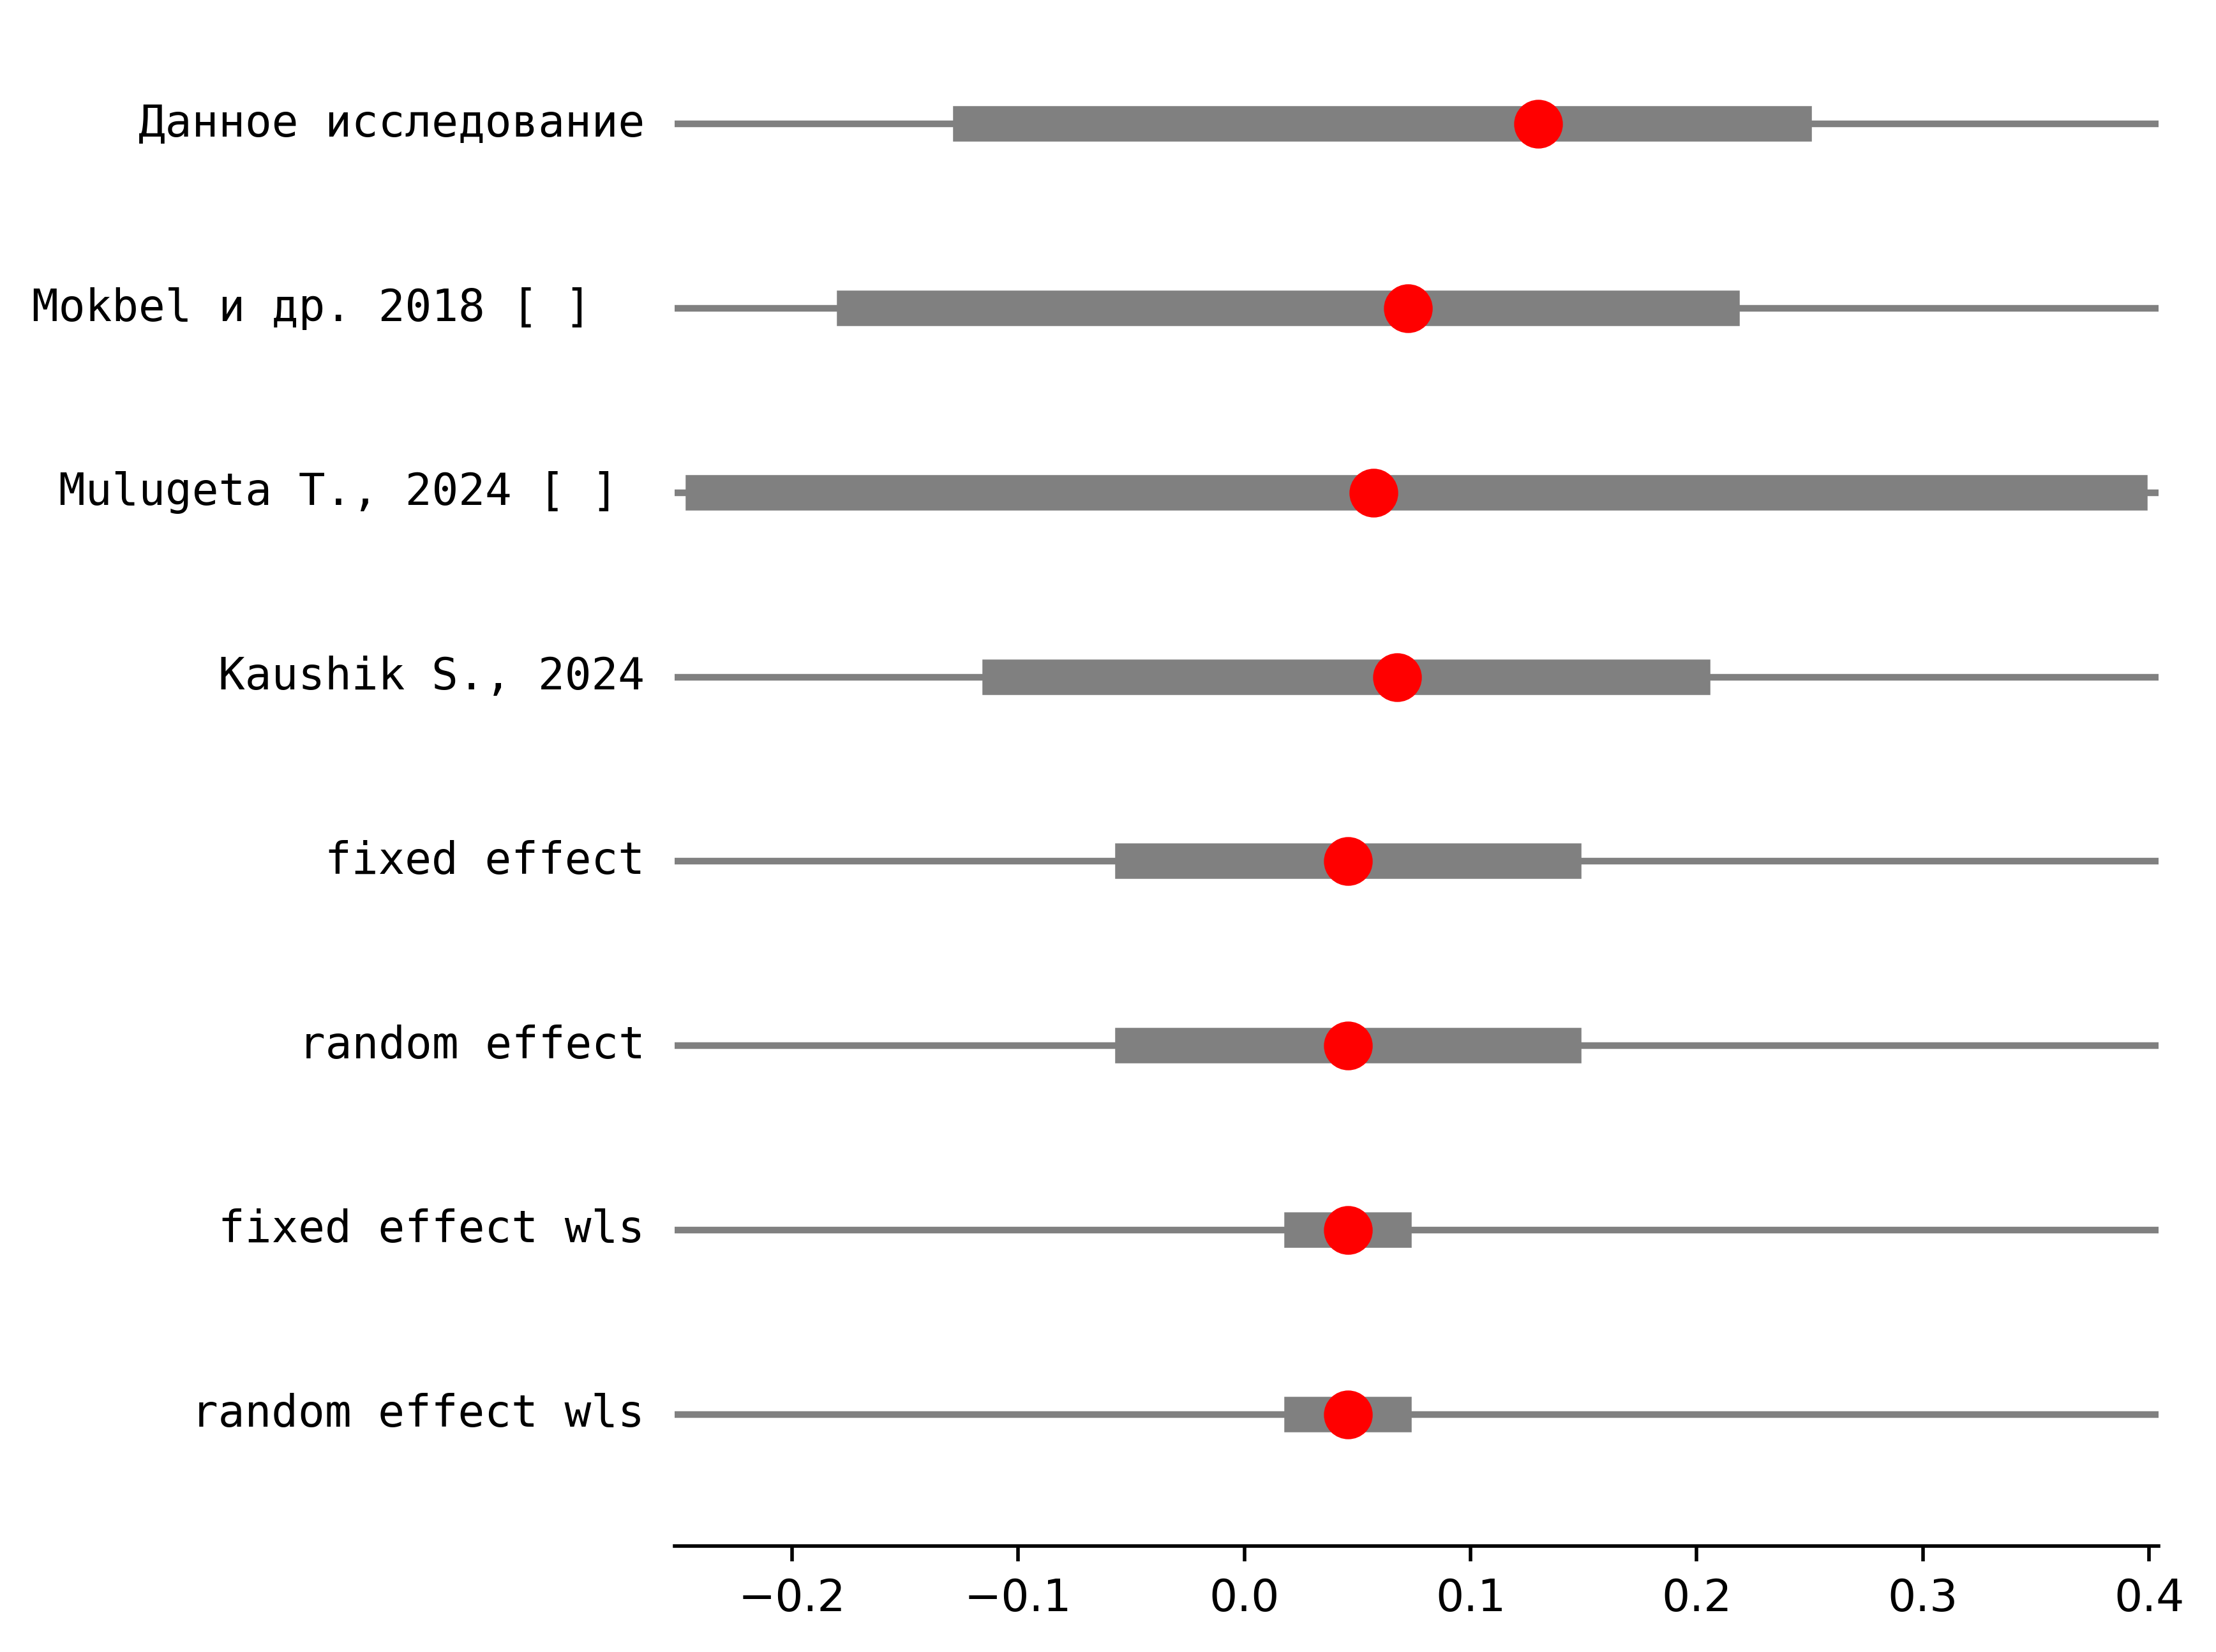 Данное исследование
Mokbel и др. 2018 [ ]
Mulugeta T., 2024 [ ]
Kaushik S., 2024
fixed effect
random effect
fixed effect wls
random effect wls
−0.2 −0.1 0.0 0.1 0.2 0.3 0.4